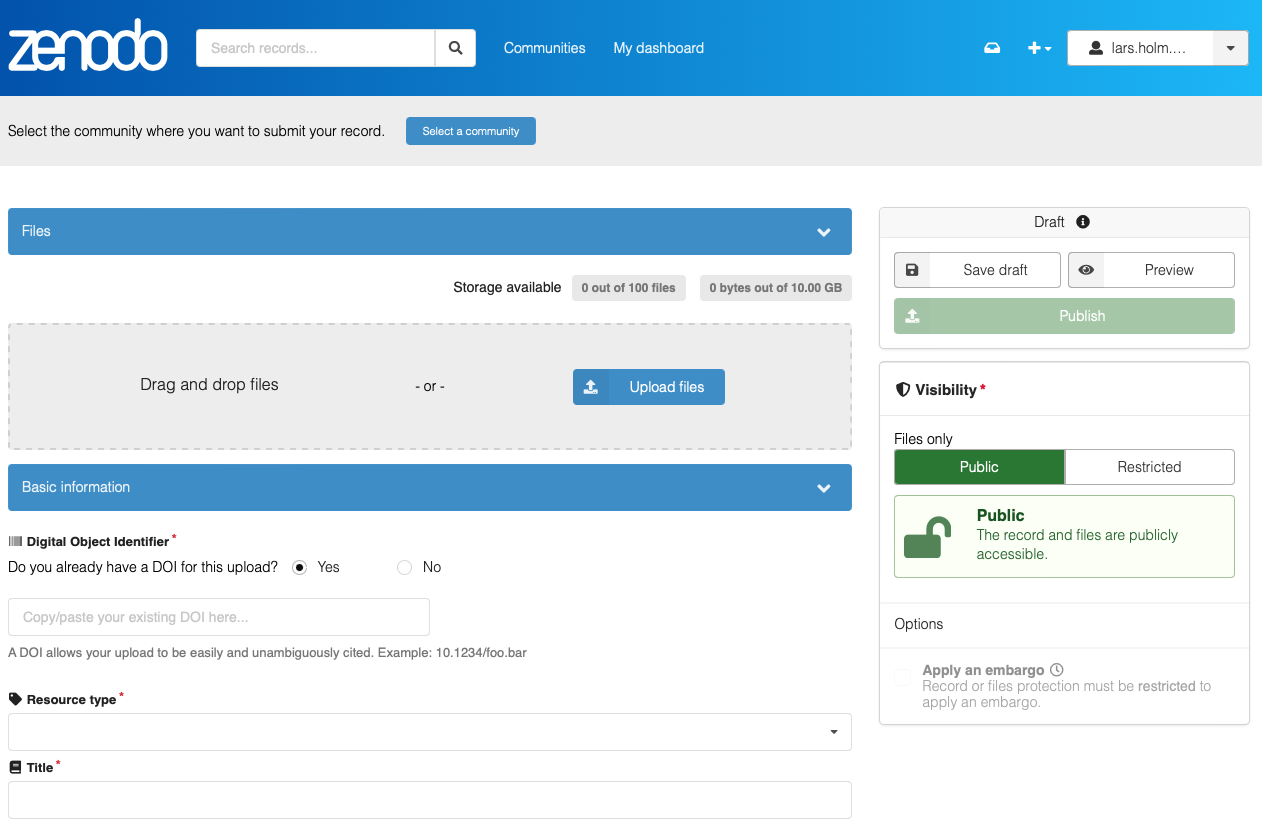 zenodo
Search records...
Communities
My dashboard
lars.holm....
Select the community where you want to submit your record.
Select a community
Files
Storage available
0 out of 100 files
0 bytes out of 10.00 GB
Drag and drop files
- or -
Upload files
Basic information
Digital Object Identifier*
Do you already have a DOI for this upload?
Yes
No
Copy/paste your existing DOI here...
A DOI allows your upload to be easily and unambiguously cited. Example: 10.1234/foo.bar
Resource type*
Title*
Draft
Save draft
Preview
Publish
Visibility*
Files only
Public
Restricted
Public
The record and files are publicly
accessible.
Options
Apply an embargo
Record or files protection must be restricted to
apply an embargo.